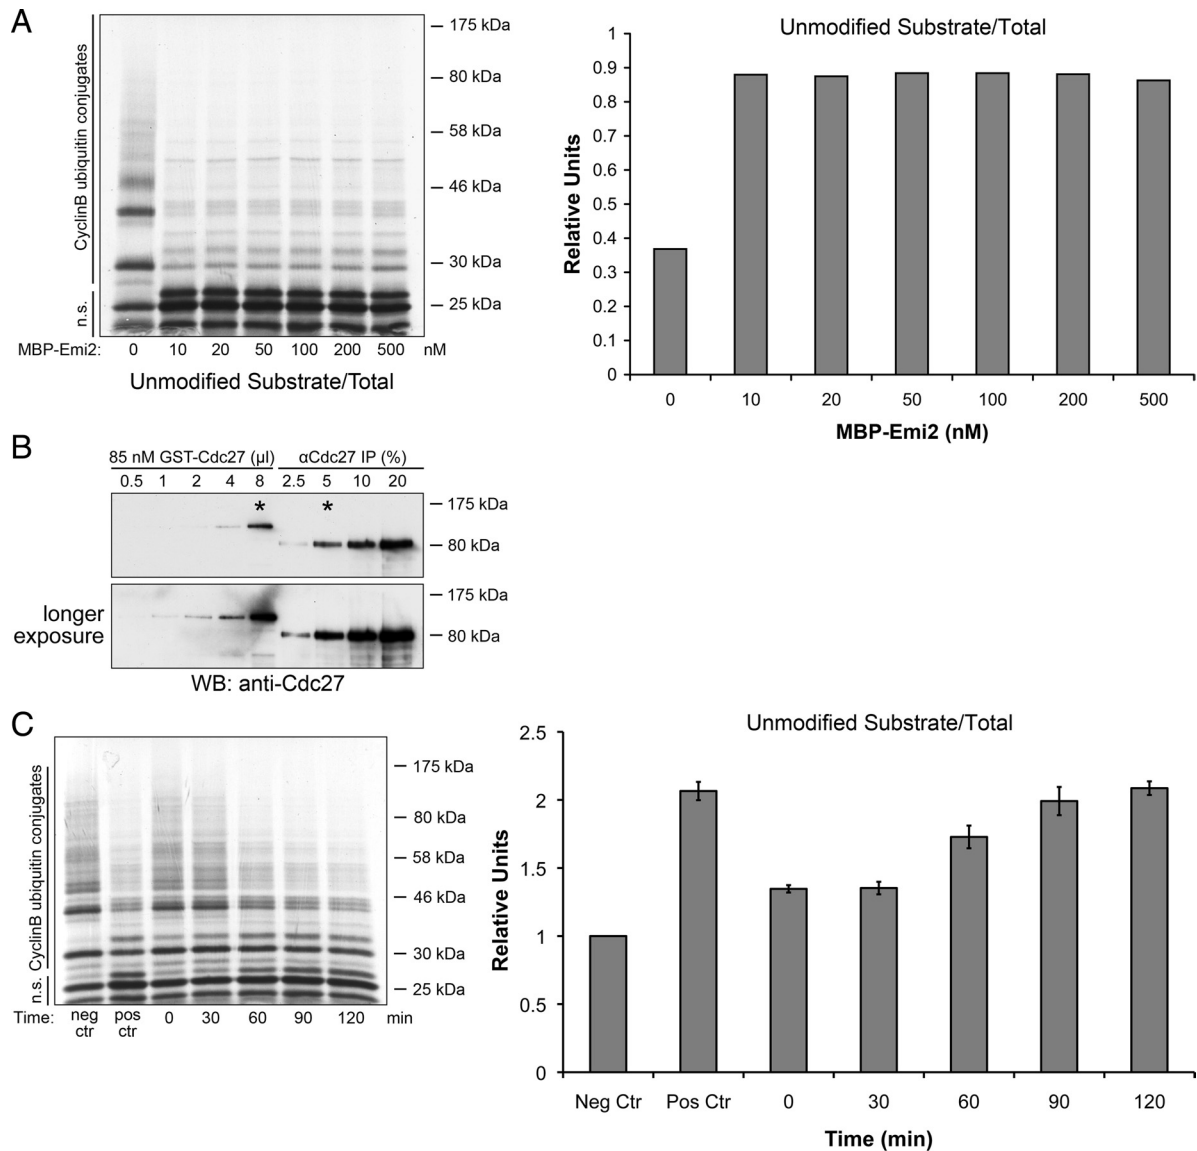 A
CyclinB ubiquitin conjugates
n.s.
175 kDa
80 kDa
58 kDa
46 kDa
30 kDa
25 kDa
MBP-Emi2: 0 10 20 50 100 200 500 nM
Unmodified Substrate/Total
Unmodified Substrate/Total
Relative Units
1
0.9
0.8
0.7
0.6
0.5
0.4
0.3
0.2
0.1
0
0 10 20 50 100 200 500
MBP-Emi2 (nM)
B
85 nM GST-Cdc27 (µl) αCdc27 IP (%)
0.5 1 2 4 8 2.5 5 10 20
* *
175 kDa
80 kDa
longer
exposure
175 kDa
80 kDa
WB: anti-Cdc27
C
CyclinB ubiquitin conjugates
n.s.
175 kDa
80 kDa
58 kDa
46 kDa
30 kDa
25 kDa
Time: neg ctr pos ctr 0 30 60 90 120 min
Unmodified Substrate/Total
Relative Units
2.5
2
1.5
1
0.5
0
Neg Ctr Pos Ctr 0 30 60 90 120
Time (min)